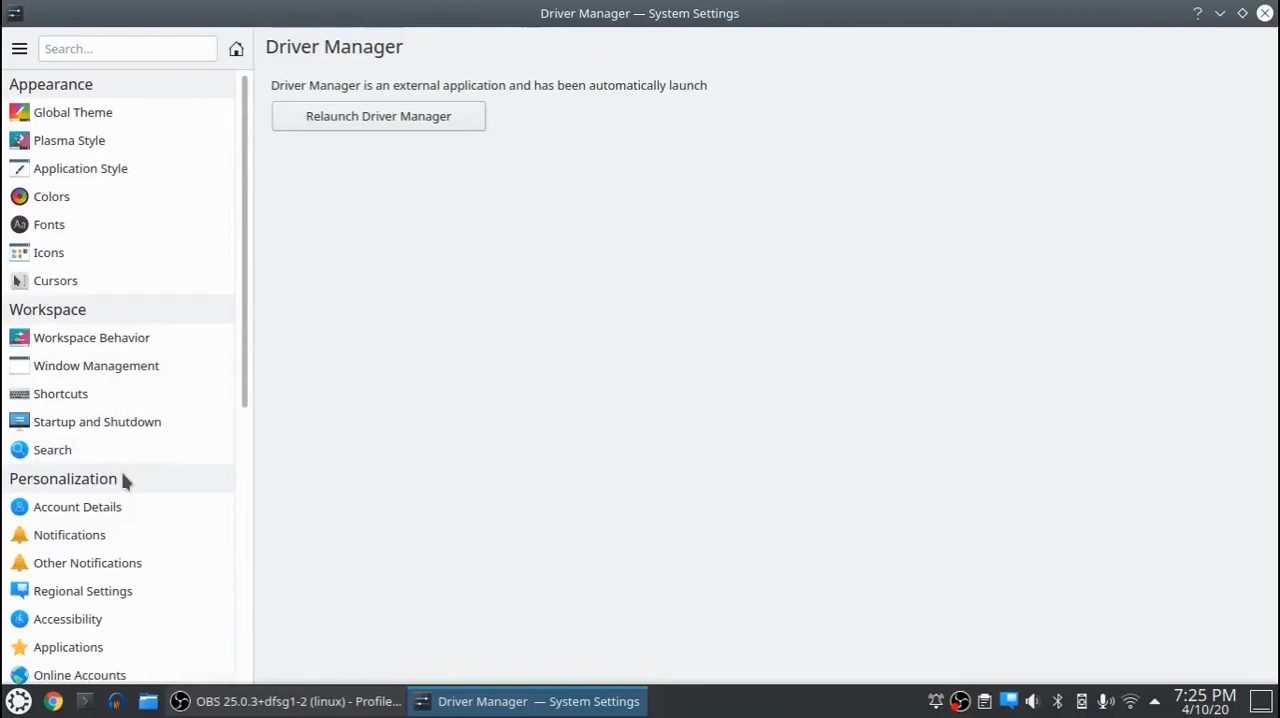 Driver Manager — System Settings
Search...
Driver Manager
Appearance
Driver Manager is an external application and has been automatically launch
Global Theme
Relaunch Driver Manager
Plasma Style
Application Style
Colors
Aa
Fonts
Icons
Cursors
Workspace
Workspace Behavior
Window Management
Shortcuts
Startup and Shutdown
Search
Personalization
Account Details
Notifications
Other Notifications
Regional Settings
Accessibility
Applications
Online Accounts
OBS 25.0.3+dfsg1-2 (linux) - Profile...
Driver Manager — System Settings
7:25 PM
4/10/20